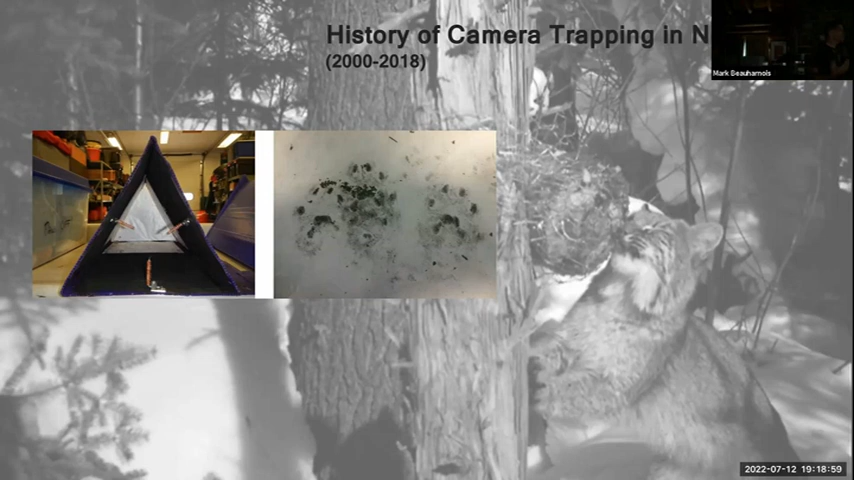 History of Camera Trapping in N
(2000-2018)
Mark Beauharnois
2022-07-12 19:18:59